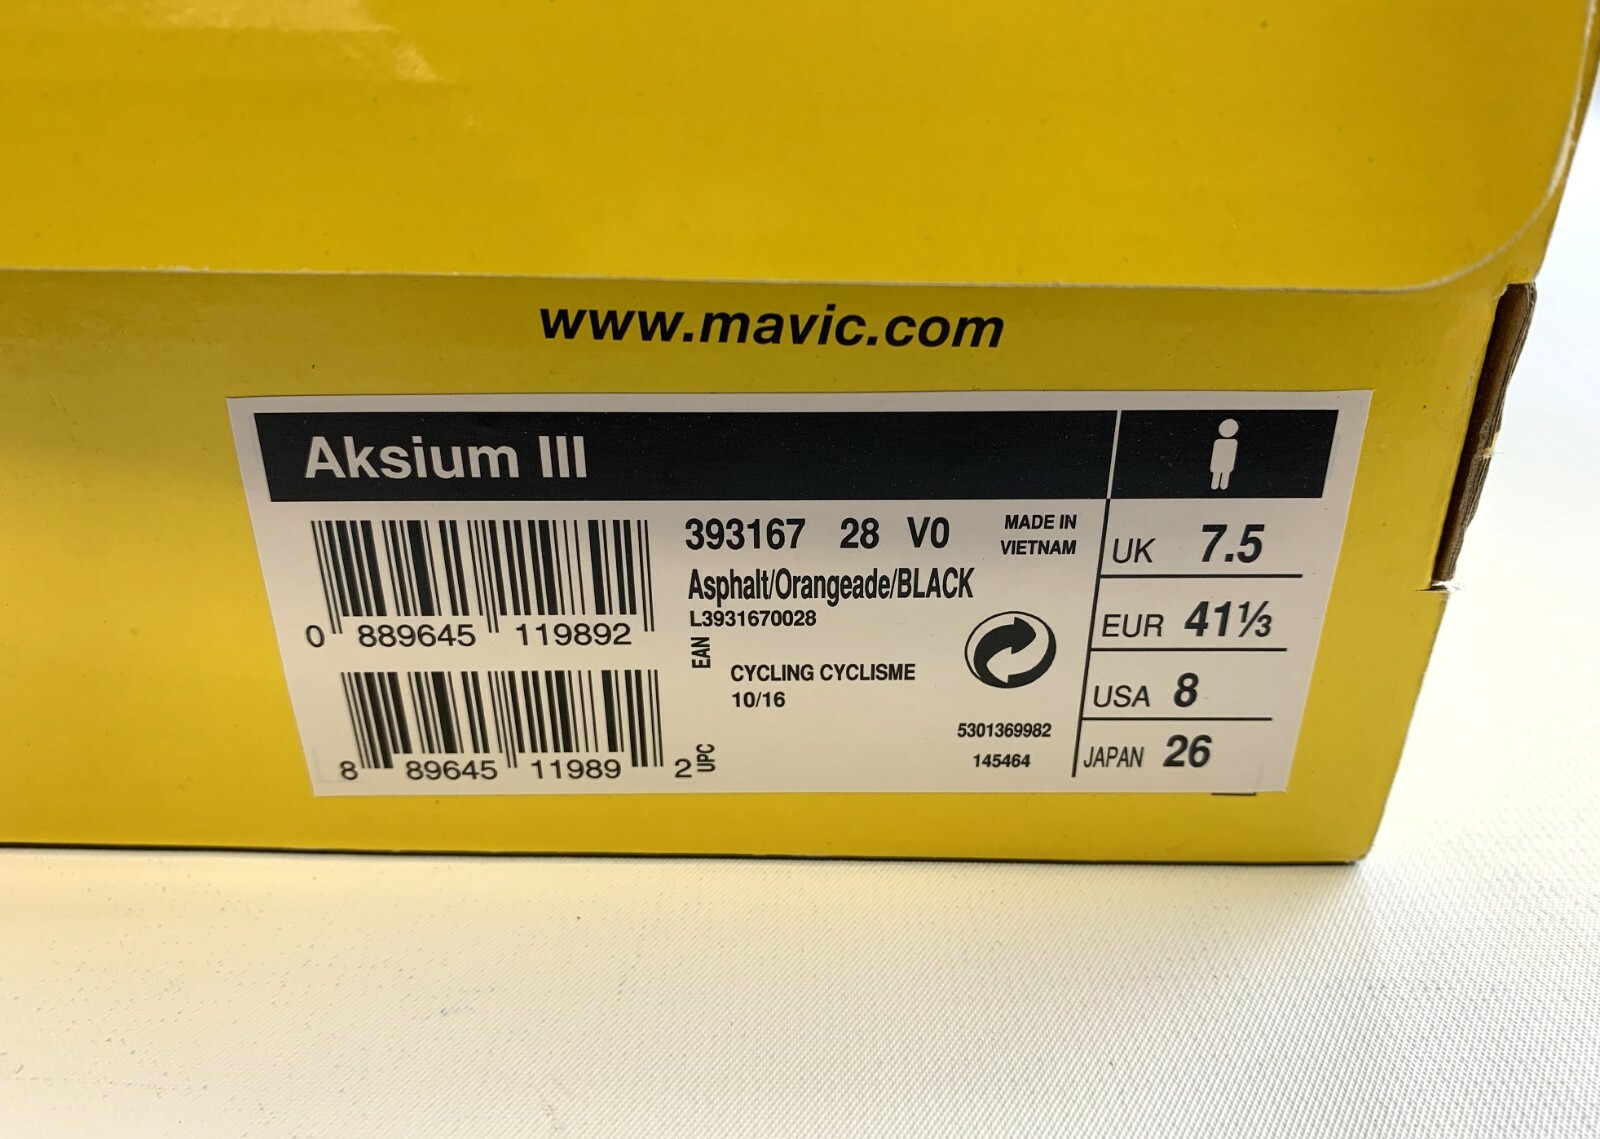 www.mavic.com
Aksium III
393167 28 V0
MADE IN
VIETNAM
Asphalt/Orangeade/BLACK
L3931670028
0 889645 119892
EAN
CYCLING CYCLISME
10/16
8 89645 11989 2
UPC
5301369982
145464
UK 7.5
EUR 41⅓
USA 8
JAPAN 26